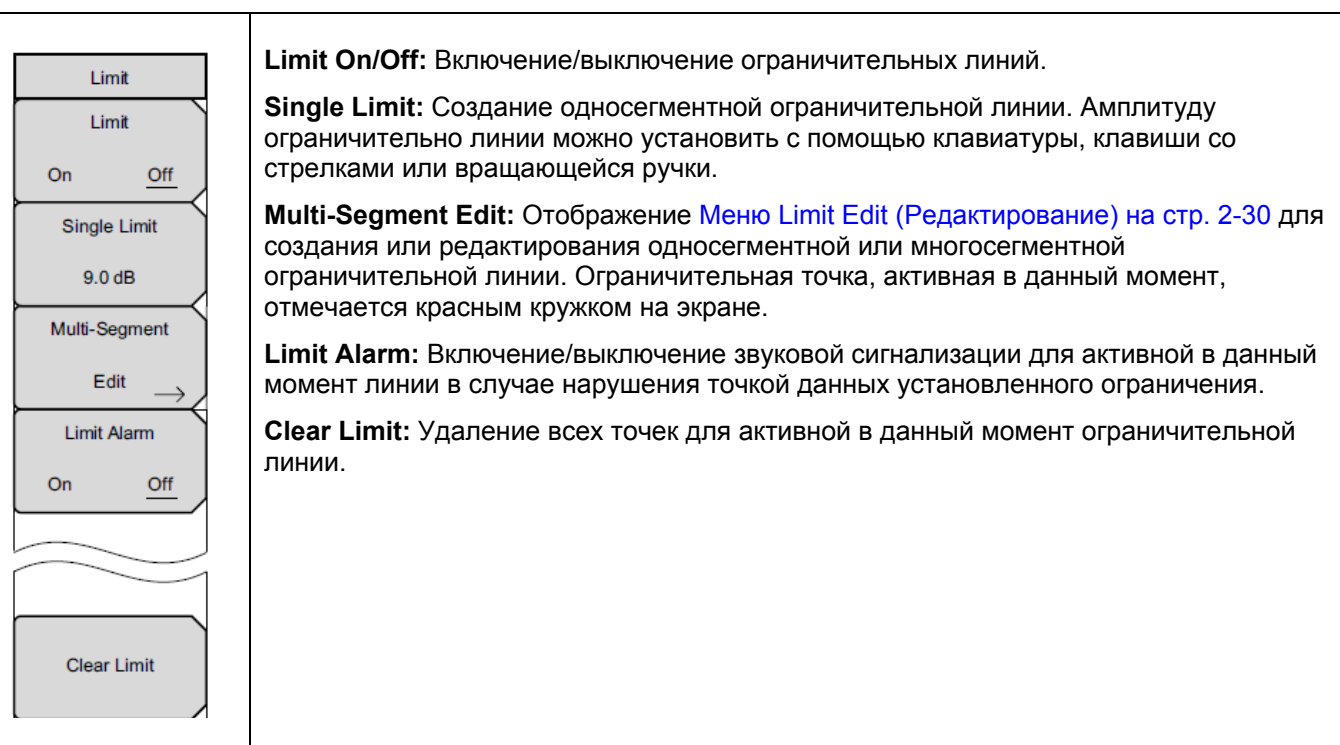 Limit
Limit
On Off
Single Limit
9.0 dB
Multi-Segment
Edit →
Limit Alarm
On Off
Clear Limit
Limit On/Off: Включение/выключение ограничительных линий.
Single Limit: Создание односегментной ограничительной линии. Амплитуду
ограничительно линии можно установить с помощью клавиатуры, клавиши со
стрелками или вращающейся ручки.
Multi-Segment Edit: Отображение Меню Limit Edit (Редактирование) на стр. 2-30 для
создания или редактирования односегментной или многосегментной
ограничительной линии. Ограничительная точка, активная в данный момент,
отмечается красным кружком на экране.
Limit Alarm: Включение/выключение звуковой сигнализации для активной в данный
момент линии в случае нарушения точкой данных установленного ограничения.
Clear Limit: Удаление всех точек для активной в данный момент ограничительной
линии.